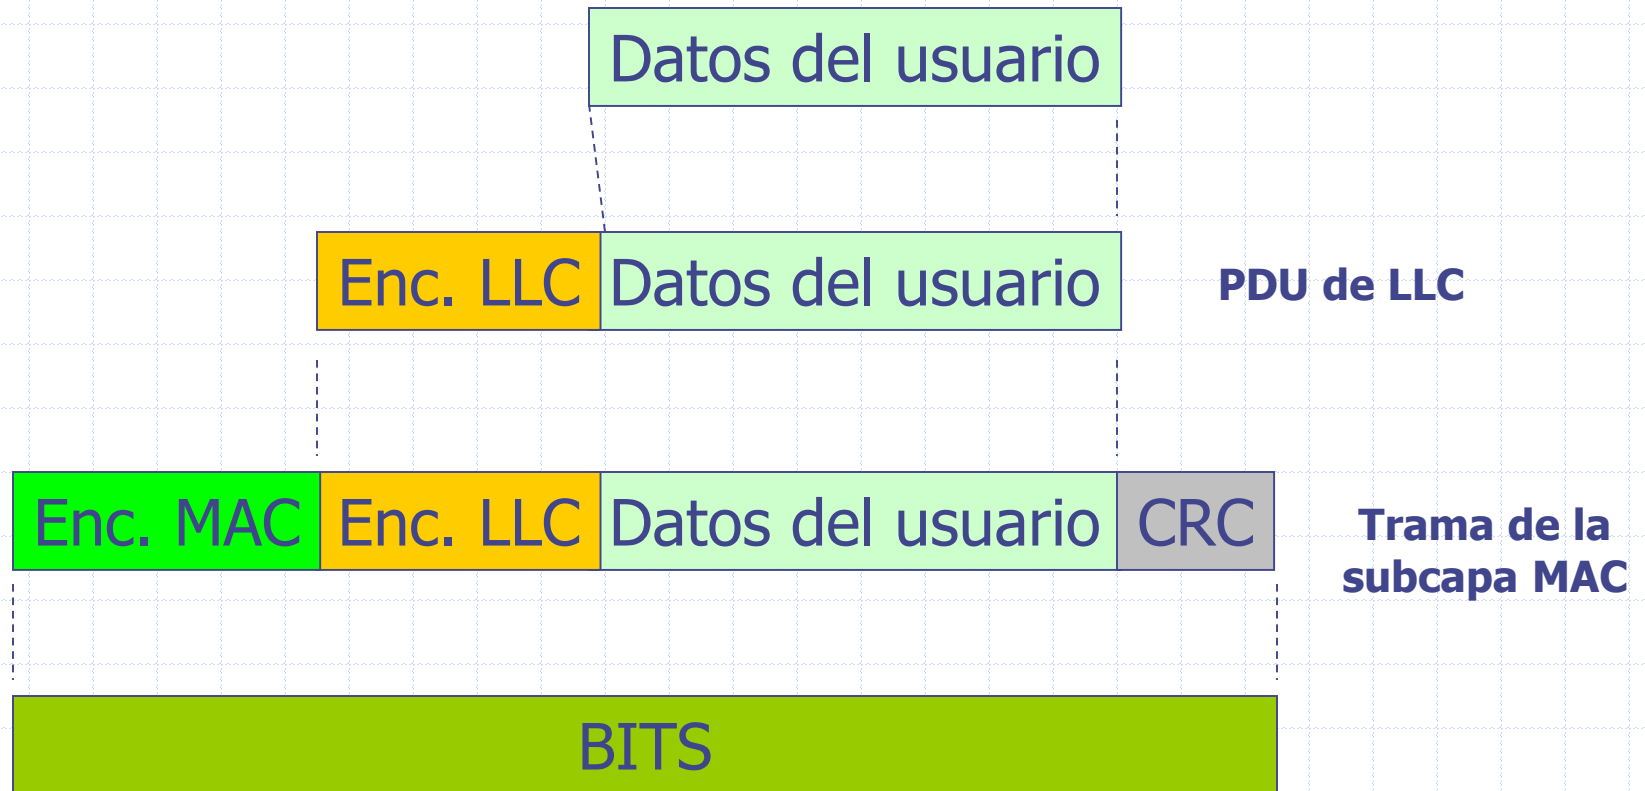 Datos del usuario
Enc. LLC Datos del usuario PDU de LLC
Enc. MAC Enc. LLC Datos del usuario CRC
Trama de la
subcapa MAC
BITS